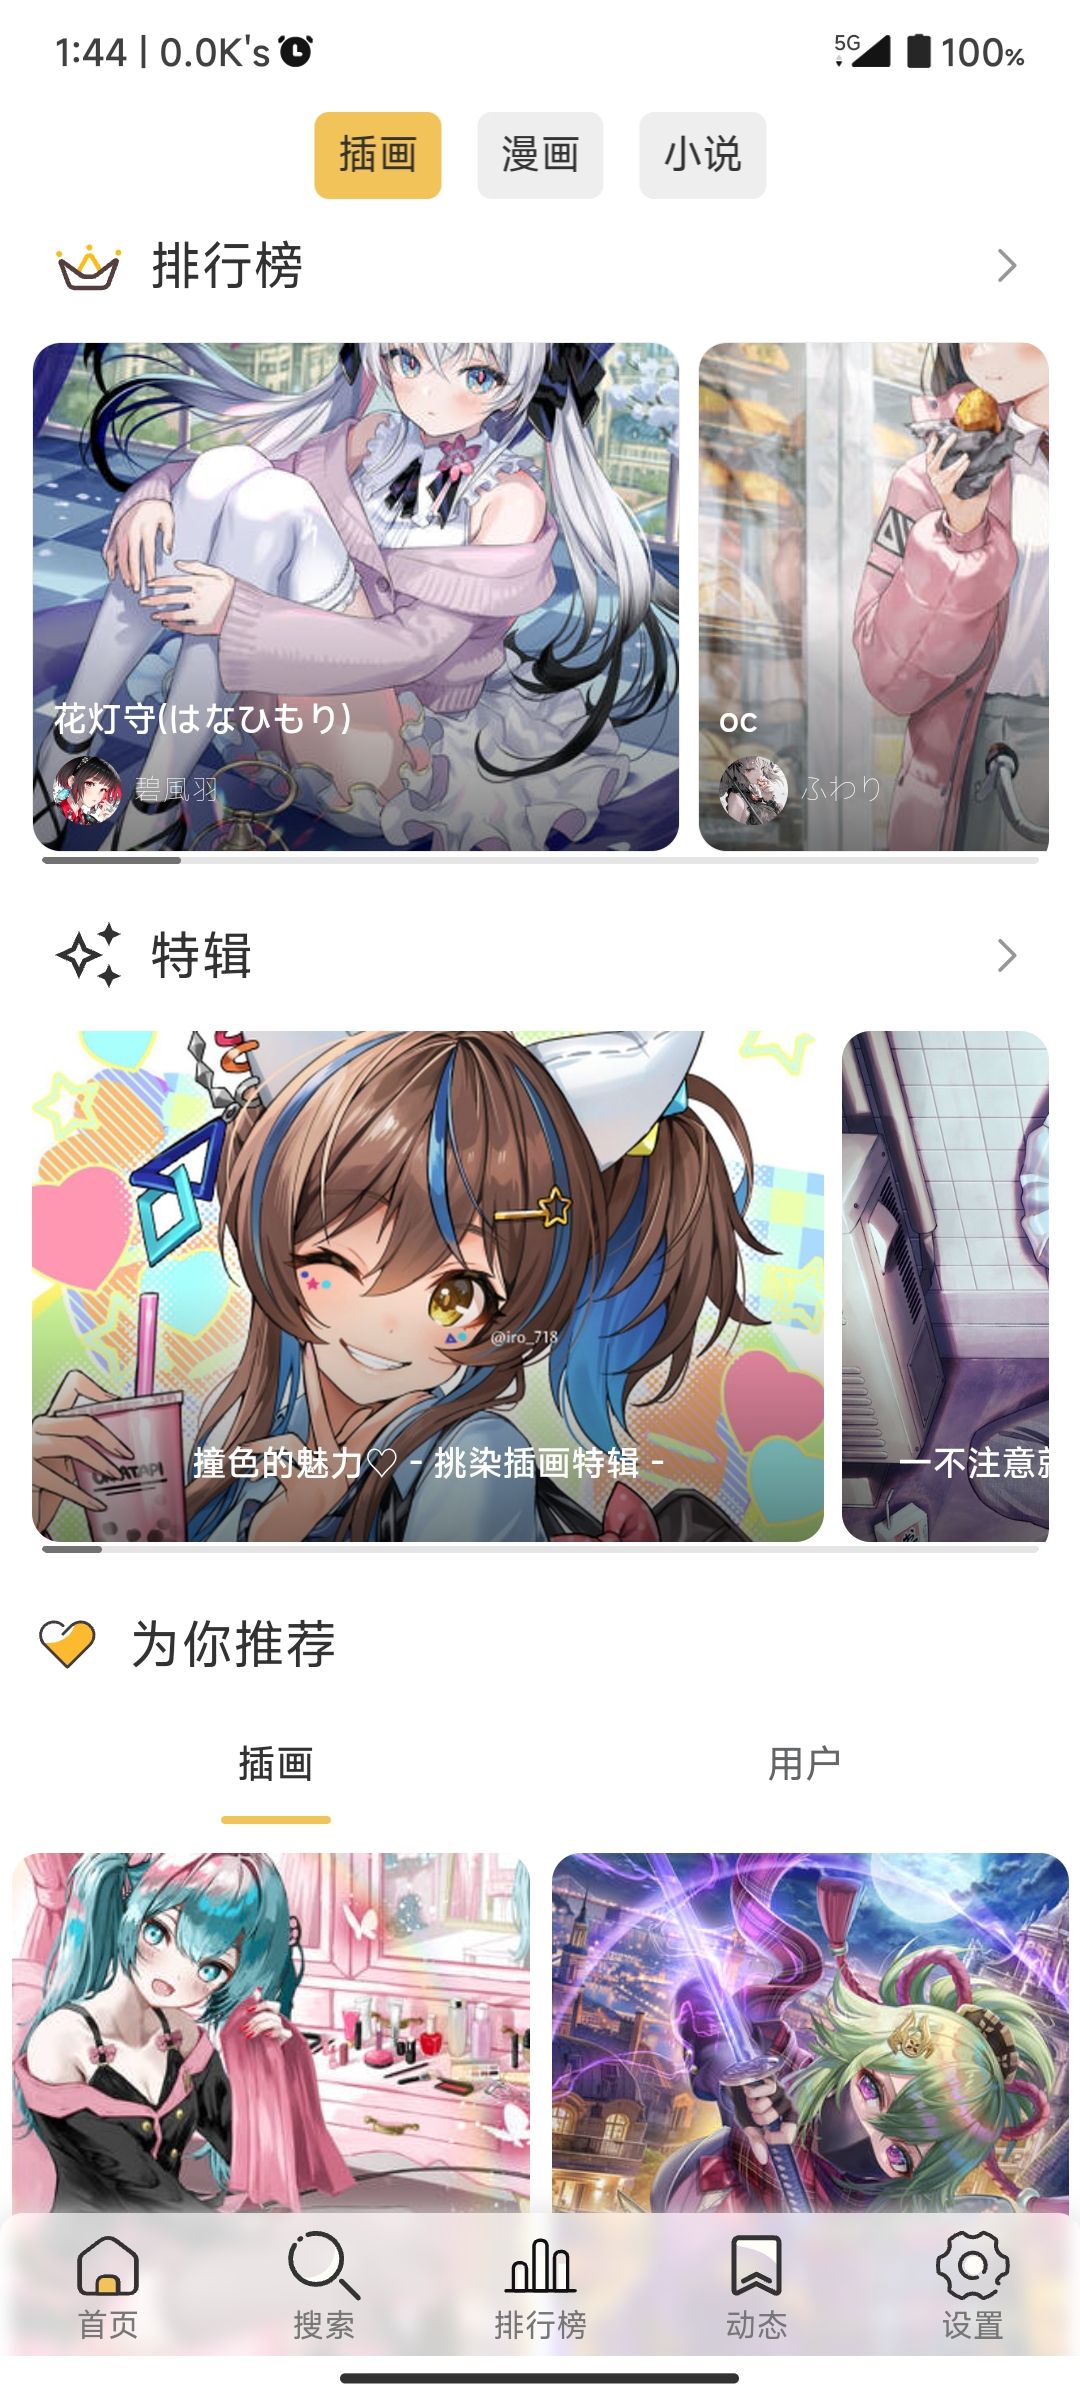 1:44 | 0.0K's
5G
100%
插画
漫画
小说
排行榜
花灯守(はなひもり)
碧風羽
oc
ふわり
特辑
@iro_718
撞色的魅力♡ - 挑染插画特辑 -
一不注意
为你推荐
插画
用户
首页
搜索
排行榜
动态
设置